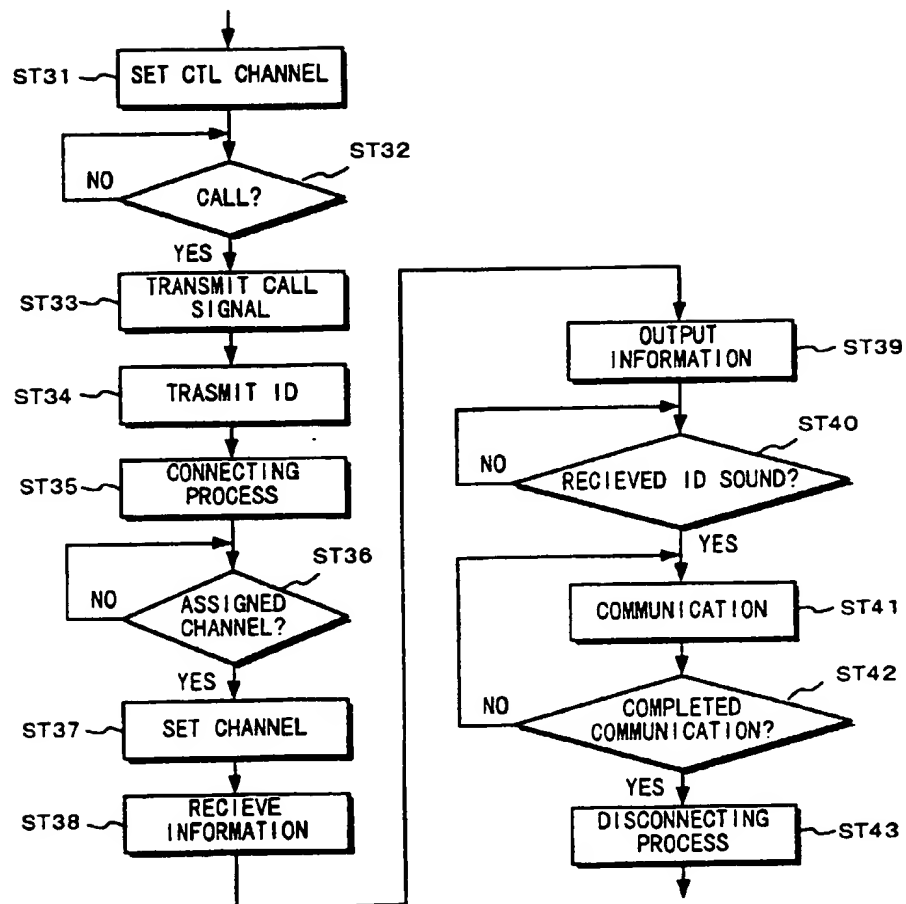 ST31
SET CTL CHANNEL
ST32
NO
CALL?
YES
ST33
TRANSMIT CALL
SIGNAL
ST34
TRASMIT ID
ST35
CONNECTING
PROCESS
ST36
NO
ASSIGNED
CHANNEL?
YES
ST37
SET CHANNEL
ST38
RECIEVE
INFORMATION
OUTPUT
INFORMATION
ST39
ST40
NO
RECIEVED ID SOUND?
YES
COMMUNICATION
ST41
ST42
NO
COMPLETED
COMMUNICATION?
YES
DISCONNECTING
PROCESS
ST43